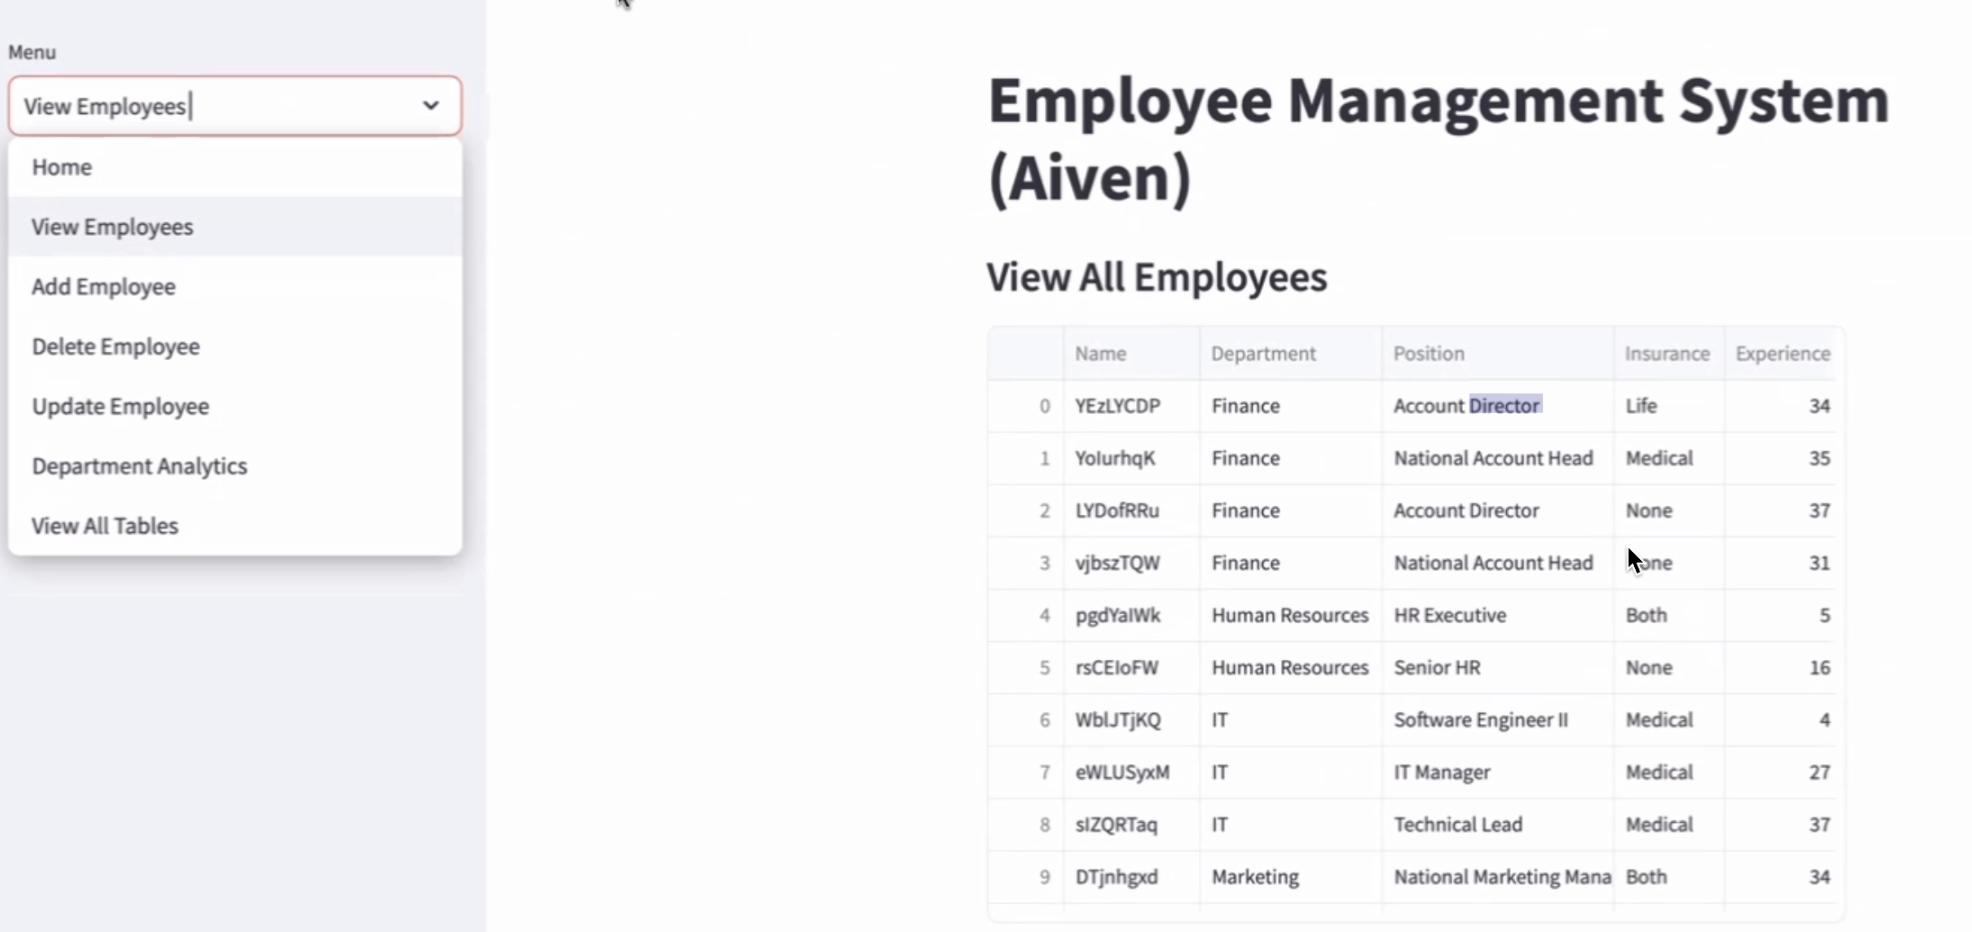 Menu
View Employees
Home
View Employees
Add Employee
Delete Employee
Update Employee
Department Analytics
View All Tables
Employee Management System
(Aiven)
View All Employees
Name Department Position Insurance Experience
0 YEzLYCDP Finance Account Director Life 34
1 YolurhqK Finance National Account Head Medical 35
2 LYDofRRu Finance Account Director None 37
3 vjbszTQW Finance National Account Head 31
4 pgdYaIWk Human Resources HR Executive Both 5
5 rsCEIoFW Human Resources Senior HR None 16
6 WblJTjKQ IT Software Engineer II Medical 4
7 eWLUSyxM IT IT Manager Medical 27
8 sIZQRTaq IT Technical Lead Medical 37
9 DTjnhgxd Marketing National Marketing Mana Both 34